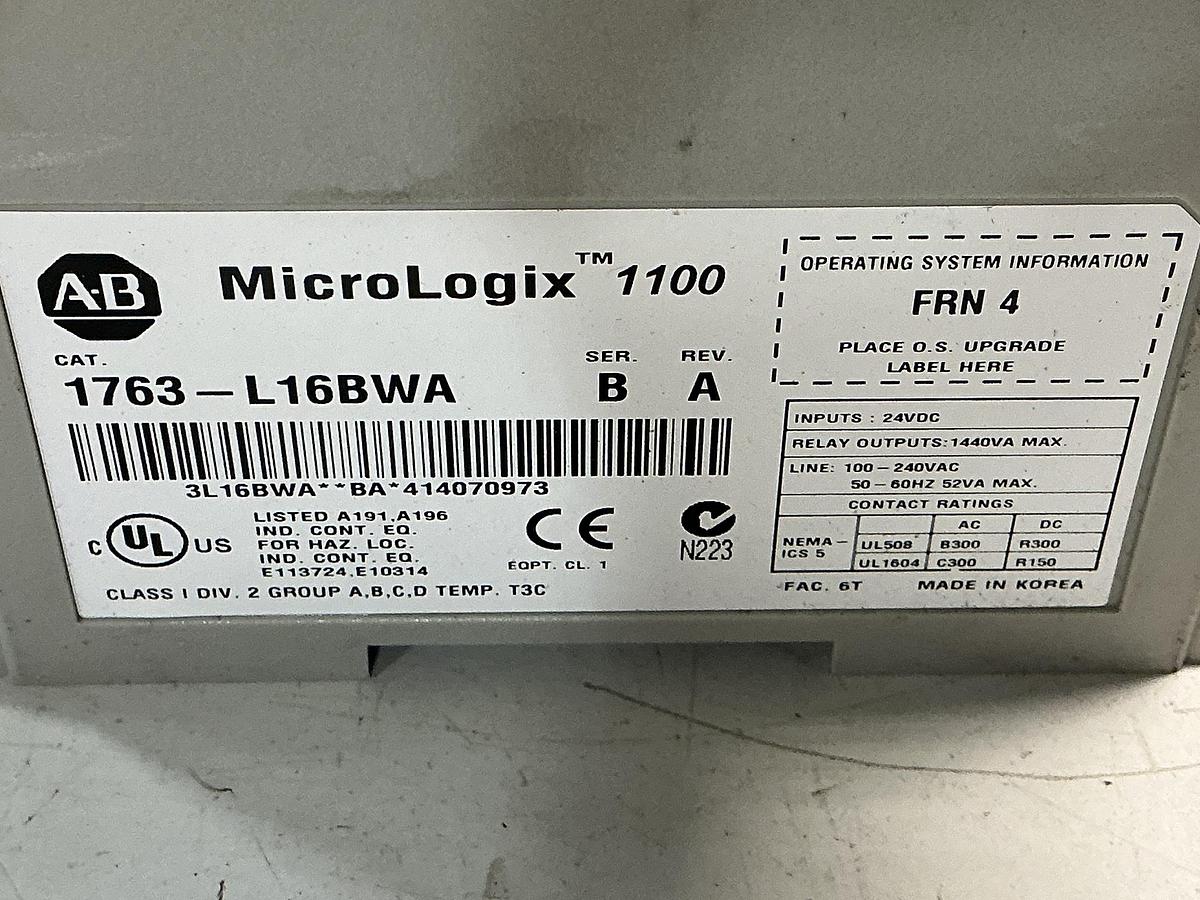 A-B
MicroLogix™ 1100
CAT.
SER.
REV.
1763-L16BWA
B
A
3L16BWA**BA*414070973
C UL US
LISTED A191,A196
IND. CONT. EQ.
FOR HAZ. LOC.
IND. CONT. EQ.
E113724,E10314
CE
EQPT. CL. 1
N223
CLASS I DIV. 2 GROUP A,B,C,D TEMP. T3C
OPERATING SYSTEM INFORMATION
FRN 4
PLACE O.S. UPGRADE
LABEL HERE
INPUTS : 24VDC
RELAY OUTPUTS:1440VA MAX.
LINE: 100-240VAC
50-60HZ 52VA MAX.
CONTACT RATINGS
AC DC
NEMA-
ICS 5
UL508 B300 R300
UL1604 C300 R150
FAC. 6T MADE IN KOREA